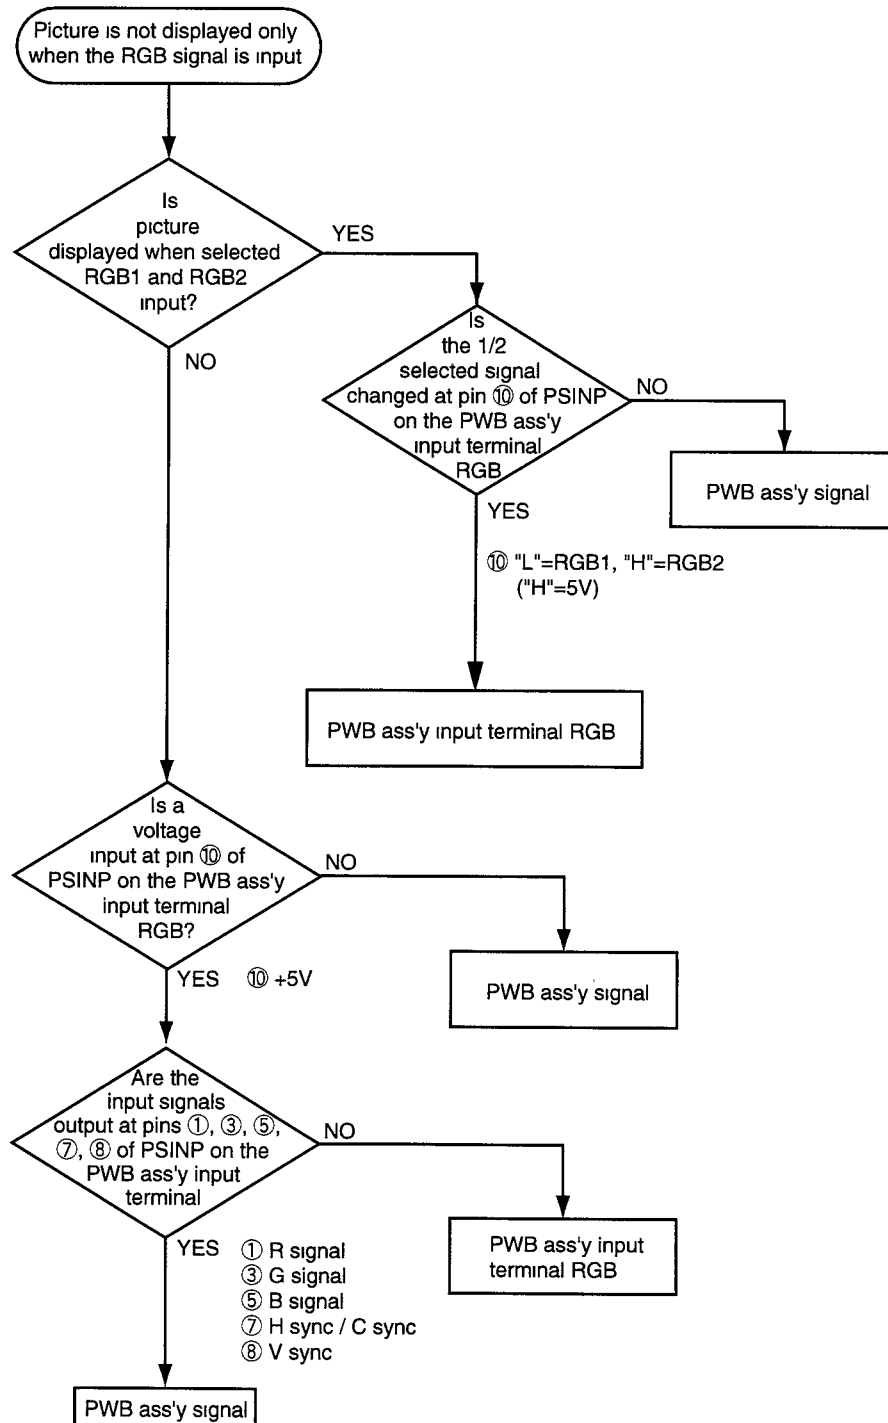 Picture is not displayed only
when the RGB signal is input
Is
picture
displayed when selected
RGB1 and RGB2
input?
YES
NO
Is
the 1/2
selected signal
changed at pin ⑩ of PSINP
on the PWB ass'y
input terminal
RGB
NO
PWB ass'y signal
YES
⑩ "L"=RGB1, "H"=RGB2
("H"=5V)
PWB ass'y input terminal RGB
Is a
voltage
input at pin ⑩ of
PSINP on the PWB ass'y
input terminal
RGB?
NO
PWB ass'y signal
YES ⑩ +5V
Are the
input signals
output at pins ①, ③, ⑤,
⑦, ⑧ of PSINP on the
PWB ass'y input
terminal
NO
PWB ass'y input
terminal RGB
YES ① R signal
③ G signal
⑤ B signal
⑦ H sync / C sync
⑧ V sync
PWB ass'y signal